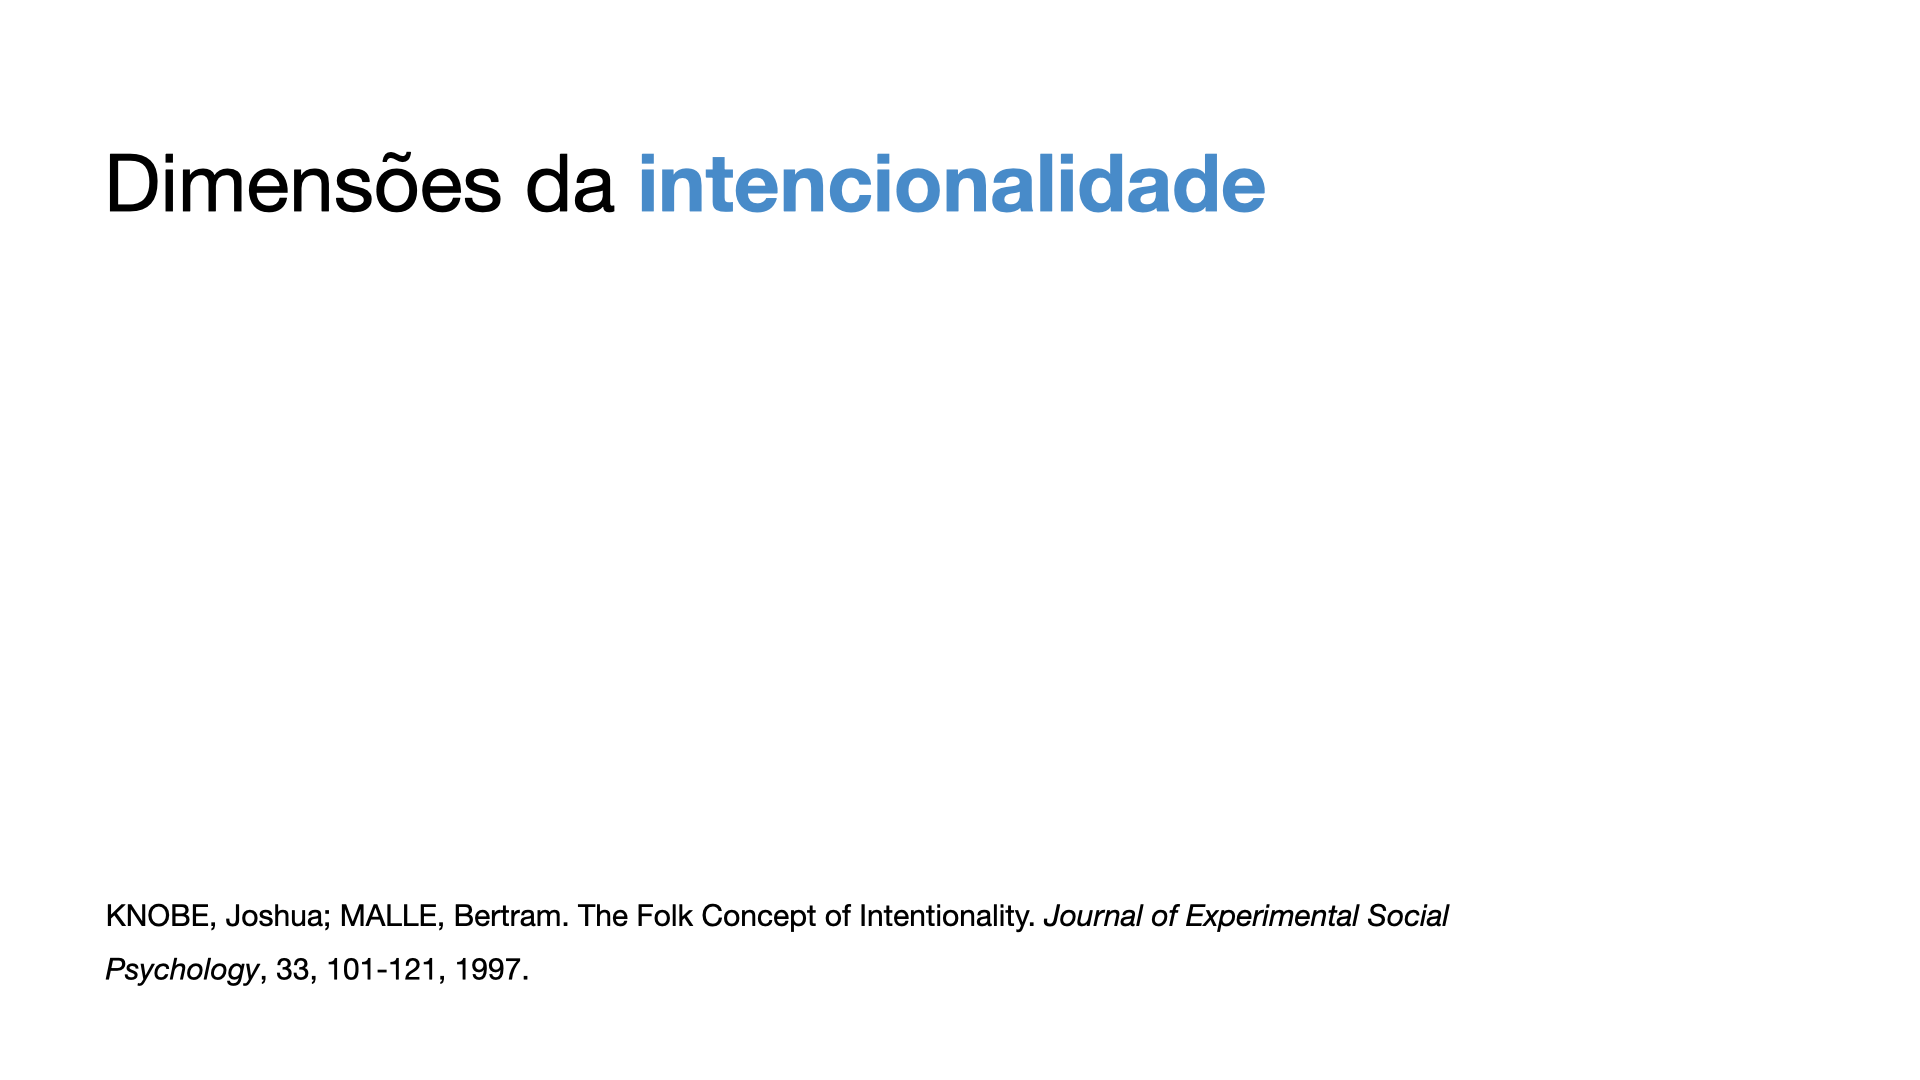 Dimensões da intencionalidade
KNOBE, Joshua; MALLE, Bertram. The Folk Concept of Intentionality. Journal of Experimental Social
Psychology, 33, 101-121, 1997.